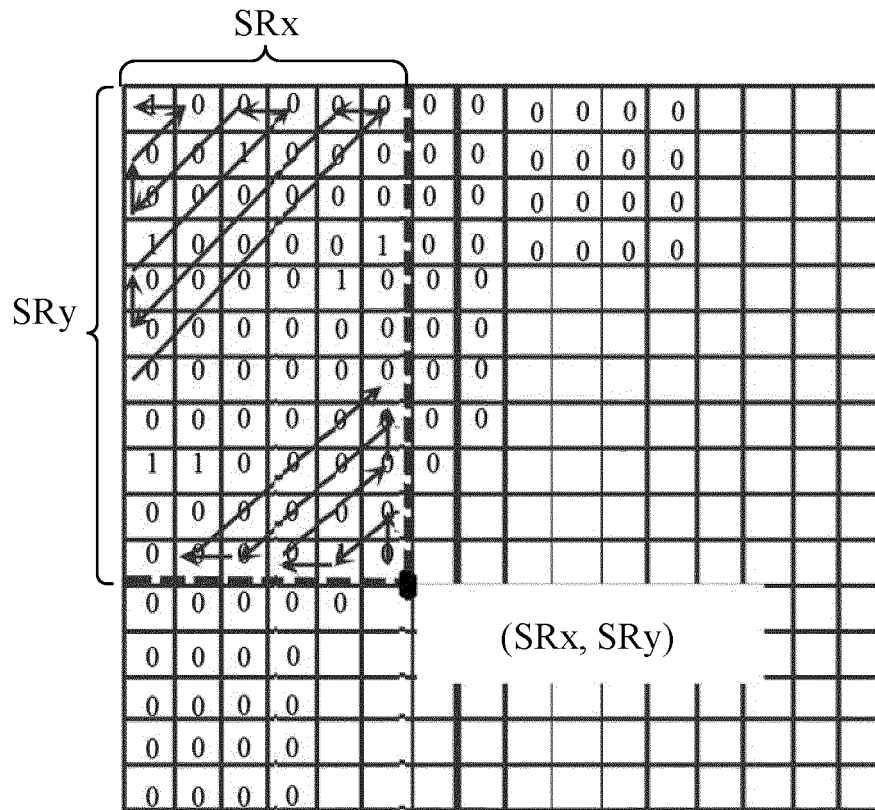 SRx
1 0 0 0 0 0 0 0 0 0 0 0
0 0 1 0 0 0 0 0 0 0 0 0
0 0 0 0 0 0 0 0 0 0 0 0
1 0 0 0 0 1 0 0 0 0 0 0
0 0 0 0 1 0 0 0
SRy
0 0 0 0 0 0 0 0
0 0 0 0 0 0 0 0
0 0 0 0 0 0 0 0
1 1 0 0 0 0 0
0 0 0 0 0 0
0 0 0 0 1 0
0 0 0 0 0
(SRx, SRy)
0 0 0 0
0 0 0 0
0 0 0 0
0 0 0 0